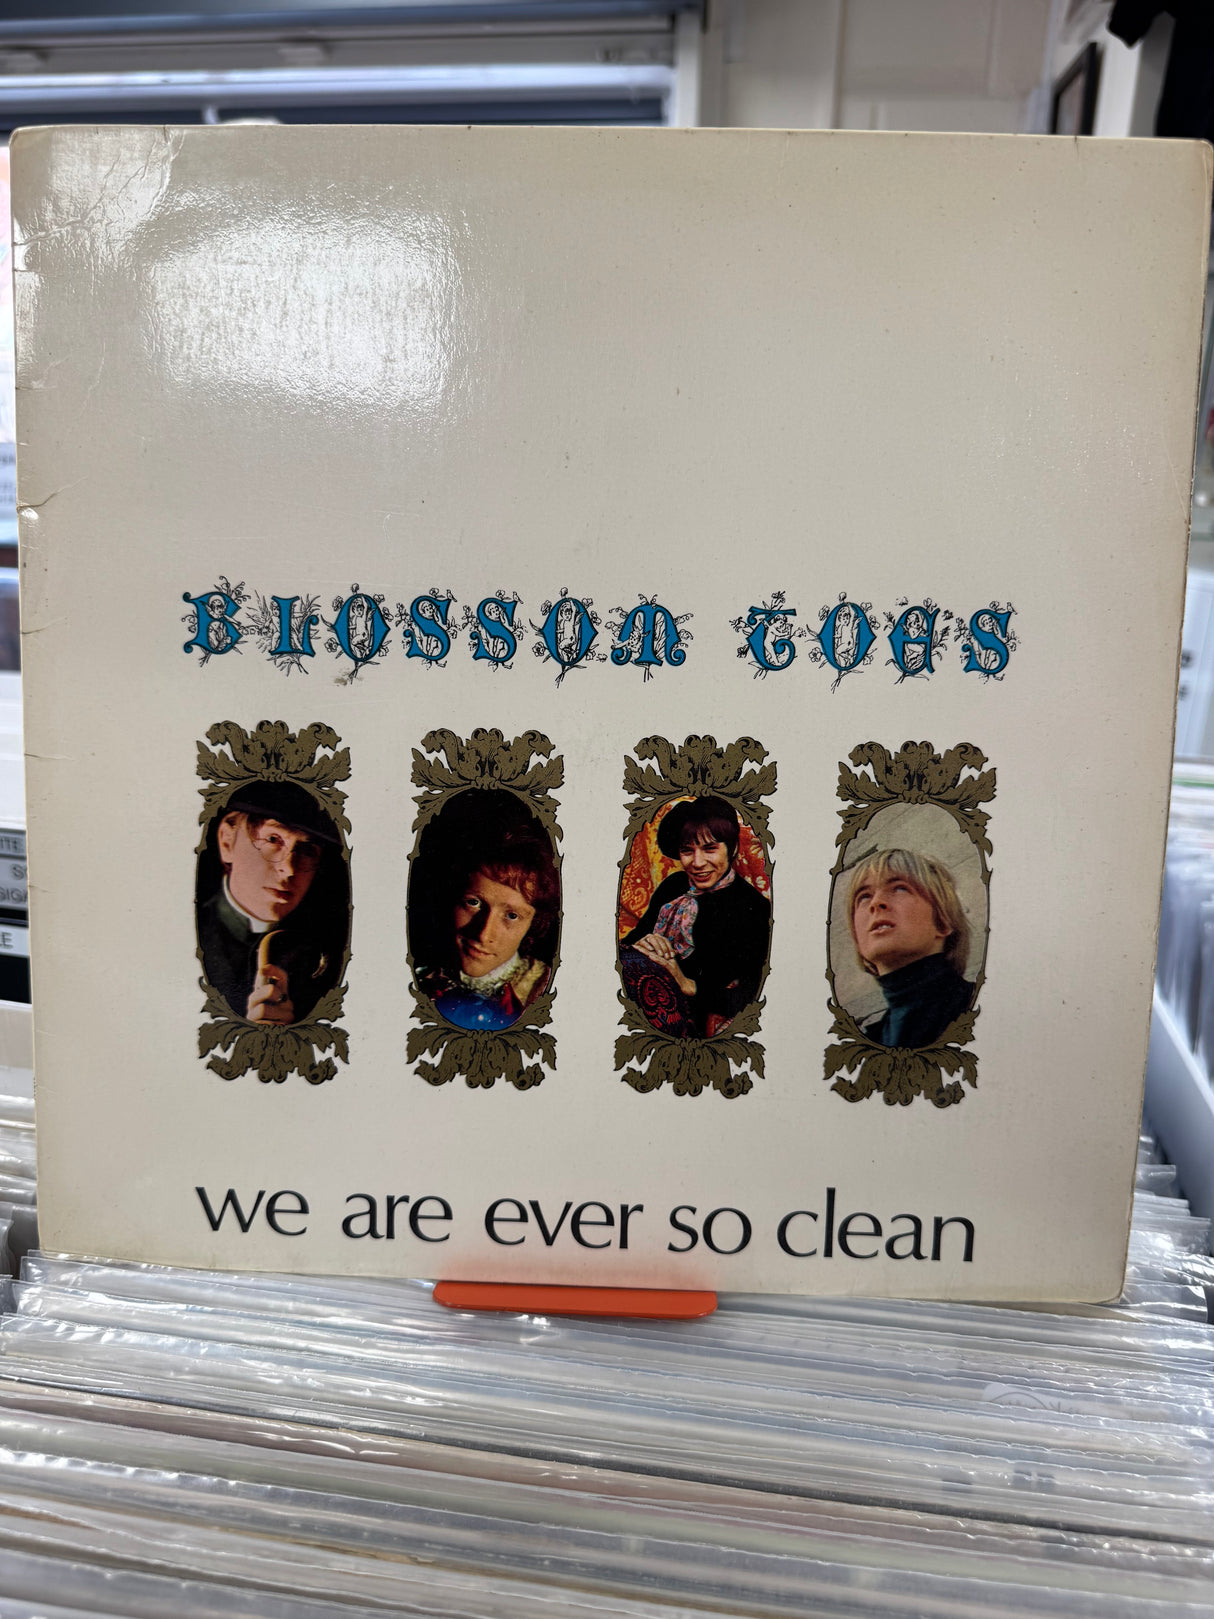 BLOSSOM TOES
we are ever so clean